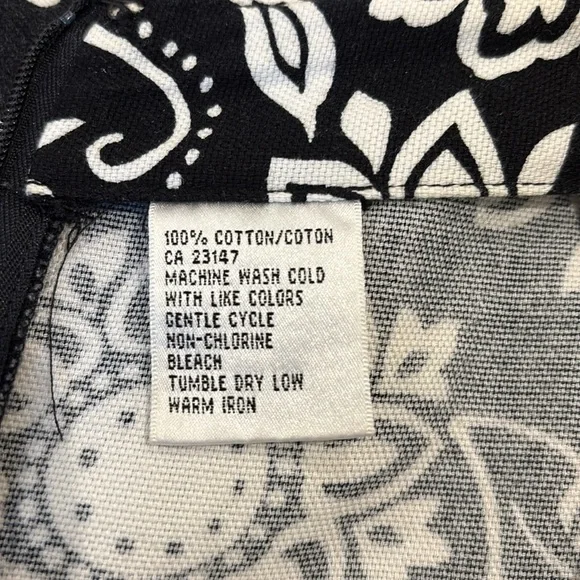 100% COTTON/COTON
CA 23147
MACHINE WASH COLD
WITH LIKE COLORS
GENTLE CYCLE
NON-CHLORINE
BLEACH
TUMBLE DRY LOW
WARM IRON